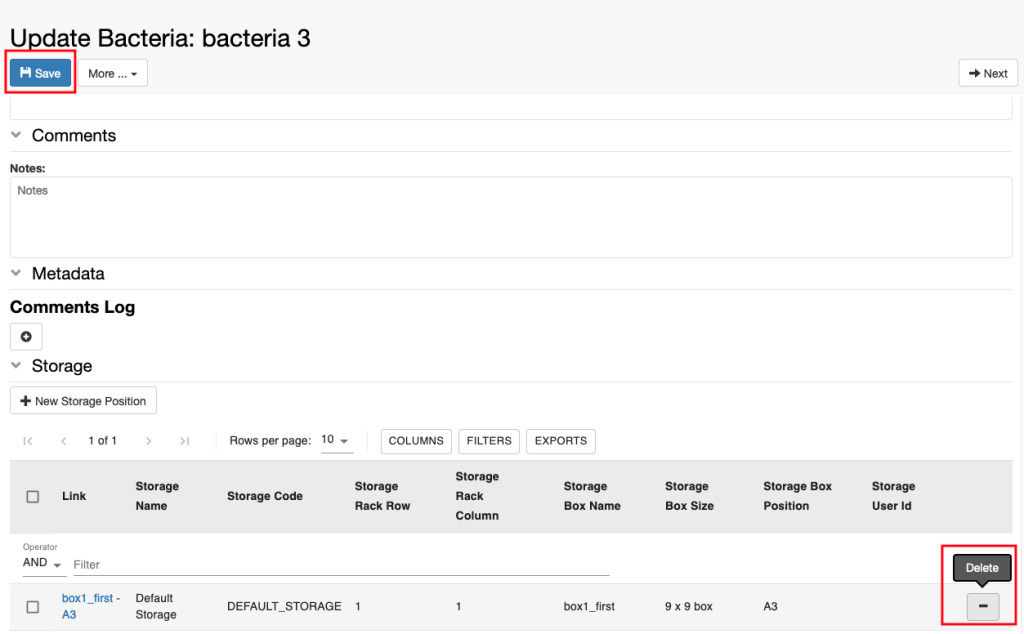 Update Bacteria: bacteria 3
Save
More ...
Next
Comments
Notes:
Notes
Metadata
Comments Log
Storage
New Storage Position
1 of 1
Rows per page: 10
COLUMNS
FILTERS
EXPORTS
Link
Storage
Name
Storage Code
Storage
Rack Row
Storage
Rack
Column
Storage
Box Name
Storage
Box Size
Storage Box
Position
Storage
User Id
Operator
AND
Filter
Delete
box1_first -
A3
Default
Storage
DEFAULT_STORAGE
1
1
box1_first
9 x 9 box
A3